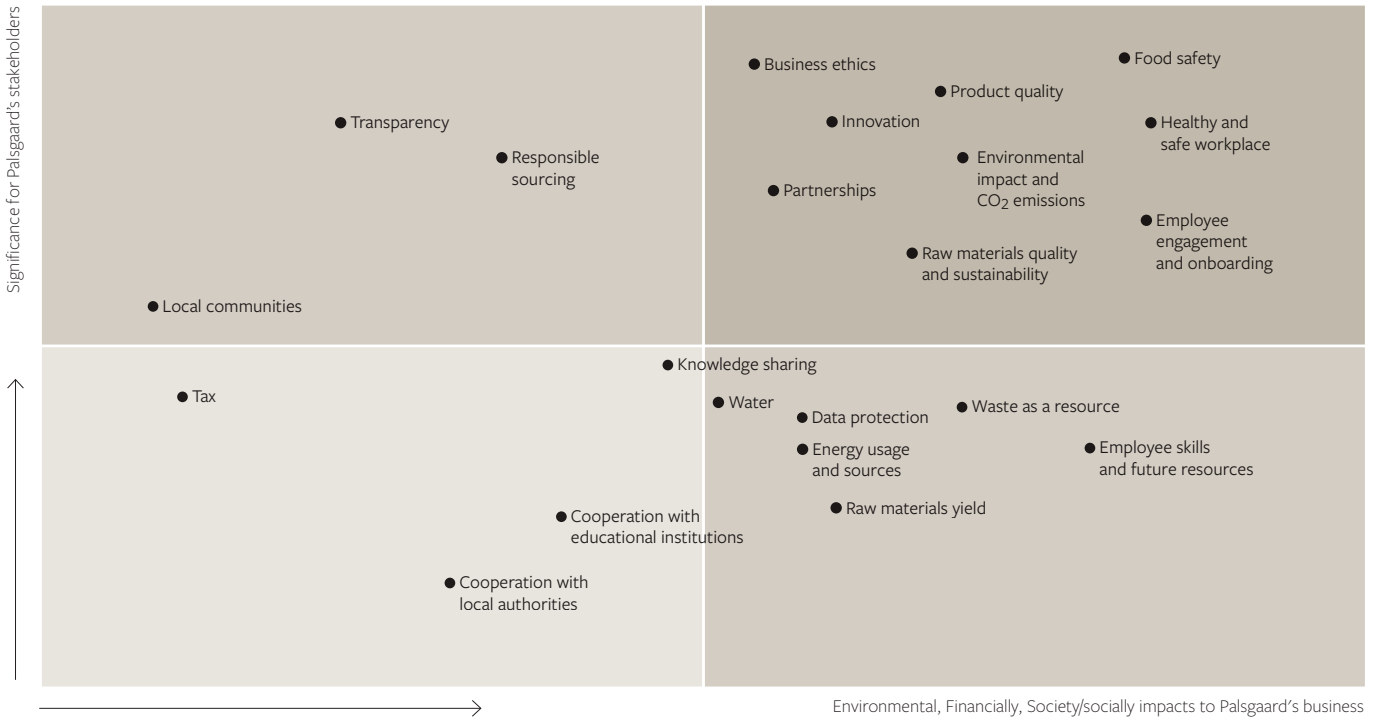 Significance for Palsgaard's stakeholders
Business ethics
Food safety
Product quality
Transparency
Innovation
Healthy and
safe workplace
Responsible
sourcing
Environmental
impact and
CO2 emissions
Partnerships
Employee
engagement
and onboarding
Raw materials quality
and sustainability
Local communities
Knowledge sharing
Tax
Water
Data protection
Waste as a resource
Energy usage
and sources
Employee skills
and future resources
Raw materials yield
Cooperation with
educational institutions
Cooperation with
local authorities
Environmental, Financially, Society/socially impacts to Palsgaard's business